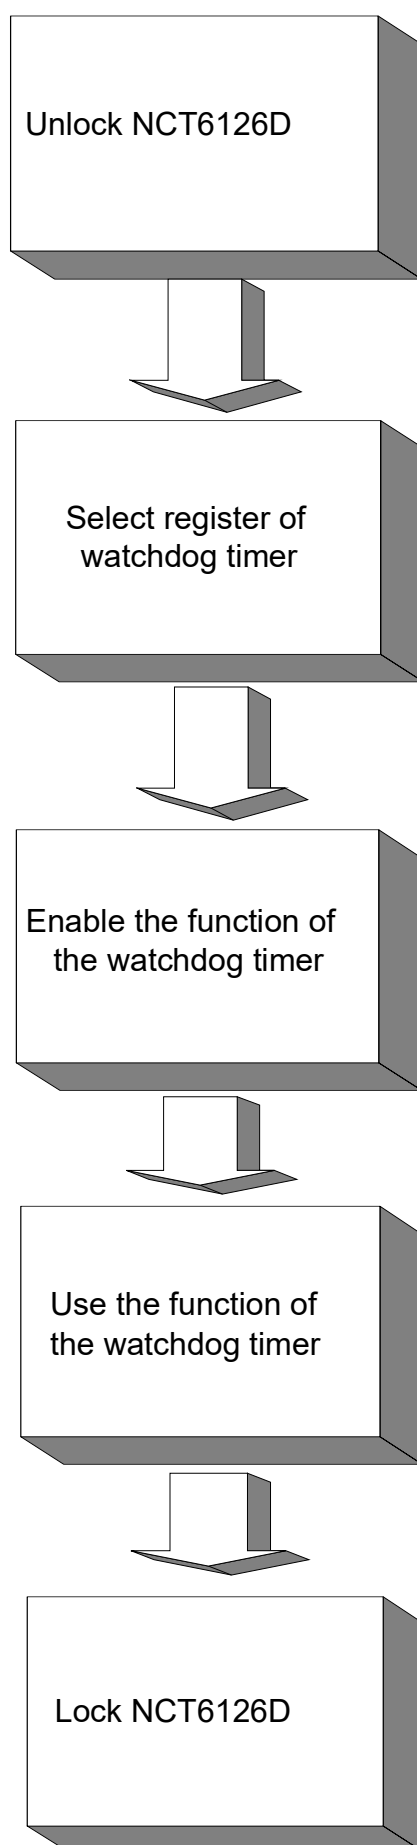 Unlock NCT6126D
Select register of
watchdog timer
Enable the function of
the watchdog timer
Use the function of
the watchdog timer
Lock NCT6126D